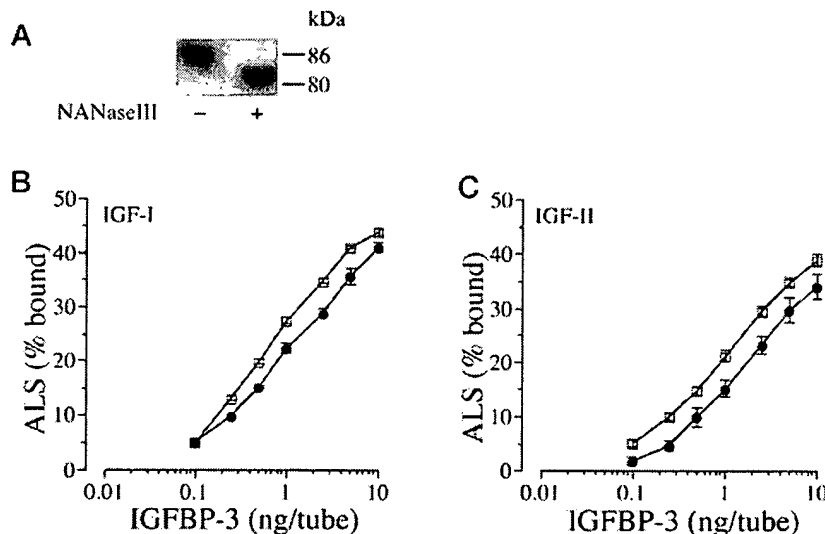 A
kDa
86
80
NANaseIII − +
B
IGF-I
ALS (% bound)
50
40
30
20
10
0
0.01 0.1 1 10
IGFBP-3 (ng/tube)
C
IGF-II
ALS (% bound)
50
40
30
20
10
0
0.01 0.1 1 10
IGFBP-3 (ng/tube)